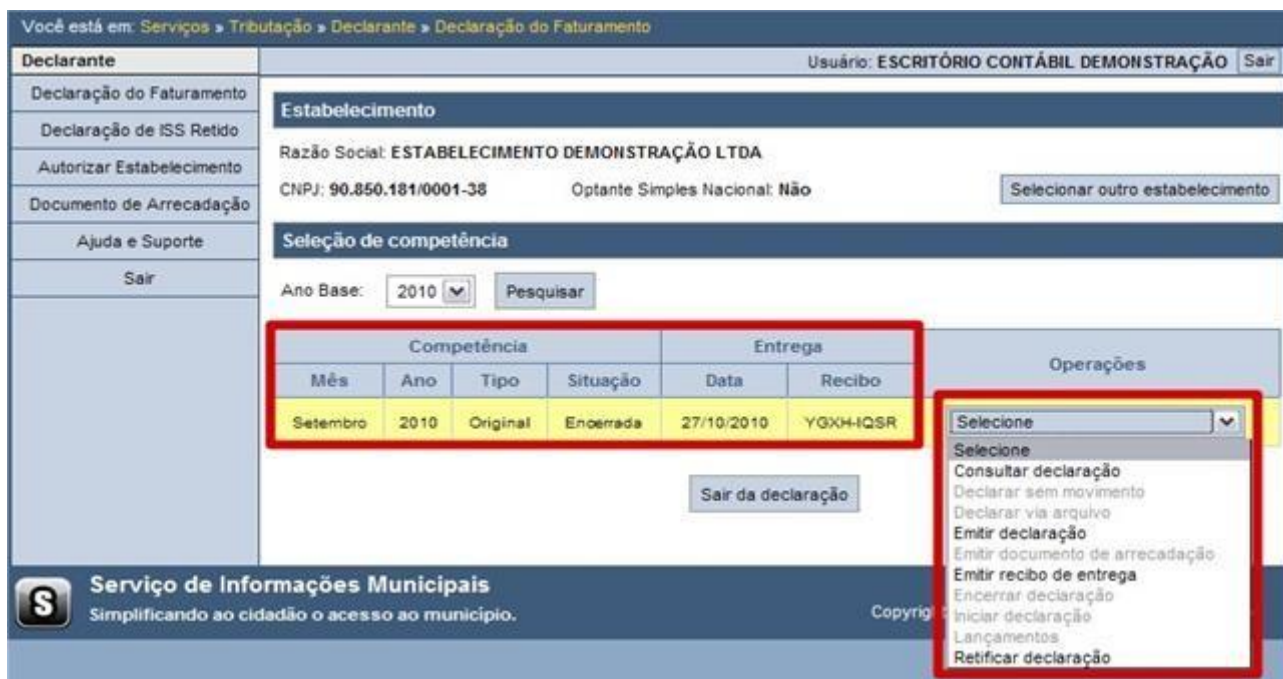 Você está em: Serviços » Tributação » Declarante » Declaração do Faturamento
Declarante
Usuário: ESCRITÓRIO CONTÁBIL DEMONSTRAÇÃO Sair
Declaração do Faturamento
Declaração de ISS Retido
Autorizar Estabelecimento
Documento de Arrecadação
Ajuda e Suporte
Sair
Estabelecimento
Razão Social: ESTABELECIMENTO DEMONSTRAÇÃO LTDA
CNPJ: 90.850.181/0001-38 Optante Simples Nacional: Não Selecionar outro estabelecimento
Seleção de competência
Ano Base: 2010 Pesquisar
Competência Entrega Operações
Mês Ano Tipo Situação Data Recibo
Setembro 2010 Original Encerrada 27/10/2010 YGXH-IQSR Selecione
Selecione
Consultar declaração
Declarar sem movimento
Declarar via arquivo
Emitir declaração
Emitir documento de arrecadação
Emitir recibo de entrega
Encerrar declaração
Iniciar declaração
Lançamentos
Retificar declaração
Sair da declaração
S Serviço de Informações Municipais
Simplificando ao cidadão o acesso ao município.
Copyrig